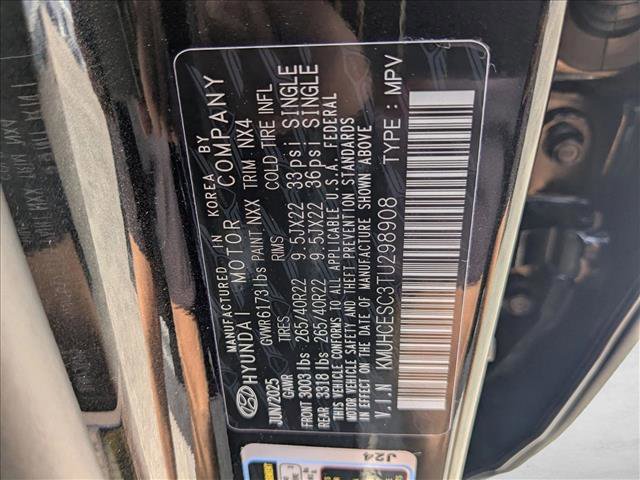 MANUFACTURED IN KOREA BY
HYUNDAI MOTOR COMPANY
JUN/2025 GVWR6173lbs PAINT:NXX TRIM: NX4
GAWR TIRES RIMS COLD TIRE INFL
FRONT 3003 lbs 265/40R22 9.5JX22 33psi SINGLE
REAR 3318 lbs 265/40R22 9.5JX22 36psi SINGLE
THIS VEHICLE CONFORMS TO ALL APPLICABLE U.S.A. FEDERAL
MOTOR VEHICLE SAFETY AND THEFT PREVENTION STANDARDS
IN EFFECT ON THE DATE OF MANUFACTURE SHOWN ABOVE
V.I.N KMUHCESC3TU298908 TYPE : MPV
J24